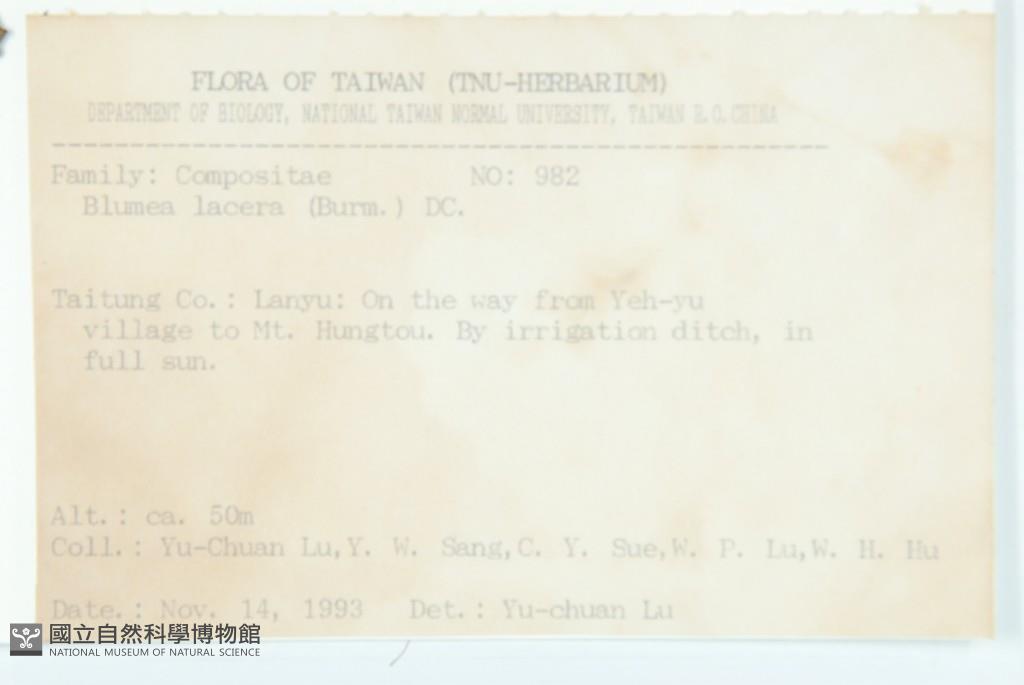 FLORA OF TAIWAN (TNU-HERBARIUM)
DEPARTMENT OF BIOLOGY, NATIONAL TAIWAN NORMAL UNIVERSITY, TAIWAN R.O.CHINA
Family: Compositae NO: 982
Blumea lacera (Burm.) DC.
Taitung Co.: Lanyu: On the way from Yeh-yu
village to Mt. Hungtou. By irrigation ditch, in
full sun.
Alt.: ca. 50m
Coll.: Yu-Chuan Lu,Y. W. Sang,C. Y. Sue,W. P. Lu,W. H. Hu
Date.: Nov. 14, 1993 Det.: Yu-chuan Lu
國立自然科學博物館
NATIONAL MUSEUM OF NATURAL SCIENCE